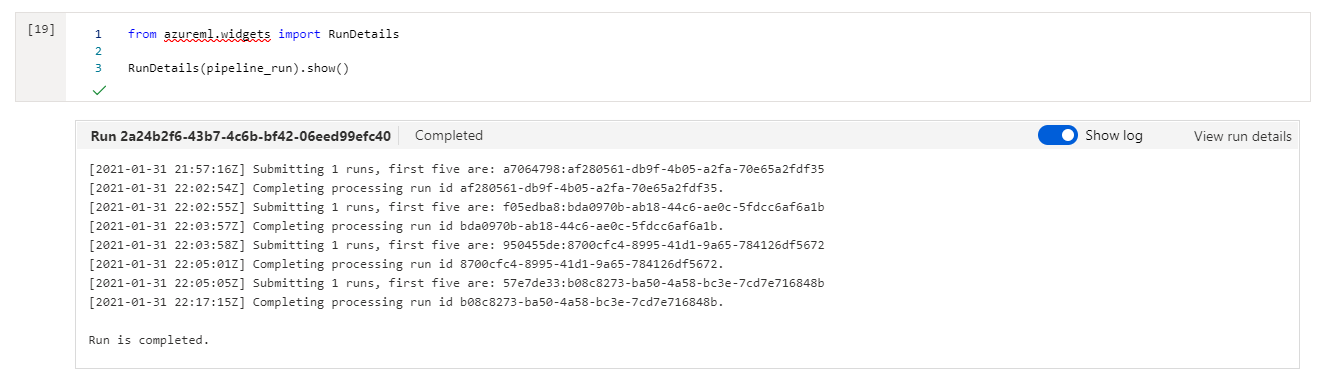 [19]
1 from azureml.widgets import RunDetails
2
3 RunDetails(pipeline_run).show()
Run 2a24b2f6-43b7-4c6b-bf42-06eed99efc40 Completed Show log View run details
[2021-01-31 21:57:16Z] Submitting 1 runs, first five are: a7064798:af280561-db9f-4b05-a2fa-70e65a2fdf35
[2021-01-31 22:02:54Z] Completing processing run id af280561-db9f-4b05-a2fa-70e65a2fdf35.
[2021-01-31 22:02:55Z] Submitting 1 runs, first five are: f05edba8:bda0970b-ab18-44c6-ae0c-5fdcc6af6a1b
[2021-01-31 22:03:57Z] Completing processing run id bda0970b-ab18-44c6-ae0c-5fdcc6af6a1b.
[2021-01-31 22:03:58Z] Submitting 1 runs, first five are: 950455de:8700cfc4-8995-41d1-9a65-784126df5672
[2021-01-31 22:05:01Z] Completing processing run id 8700cfc4-8995-41d1-9a65-784126df5672.
[2021-01-31 22:05:05Z] Submitting 1 runs, first five are: 57e7de33:b08c8273-ba50-4a58-bc3e-7cd7e716848b
[2021-01-31 22:17:15Z] Completing processing run id b08c8273-ba50-4a58-bc3e-7cd7e716848b.
Run is completed.